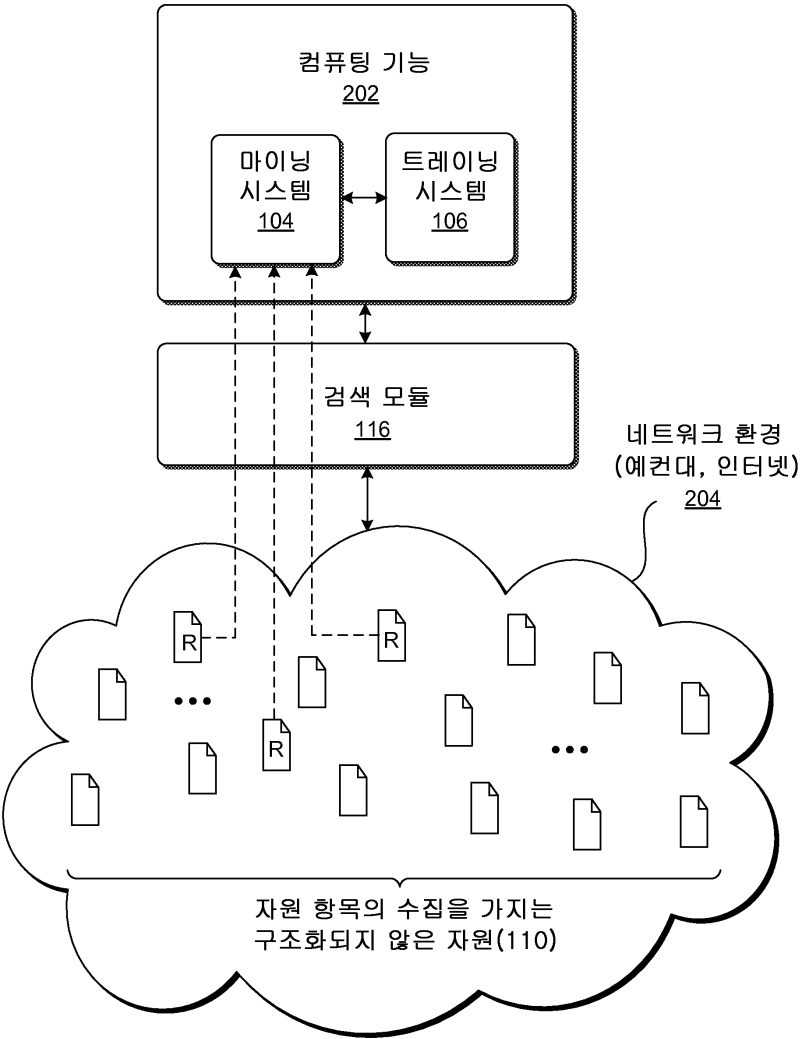 컴퓨팅 기능
202
마이닝
시스템
104
트레이닝
시스템
106
검색 모듈
116
네트워크 환경
(예컨대, 인터넷)
204
R
R
R
자원 항목의 수집을 가지는
구조화되지 않은 자원(110)